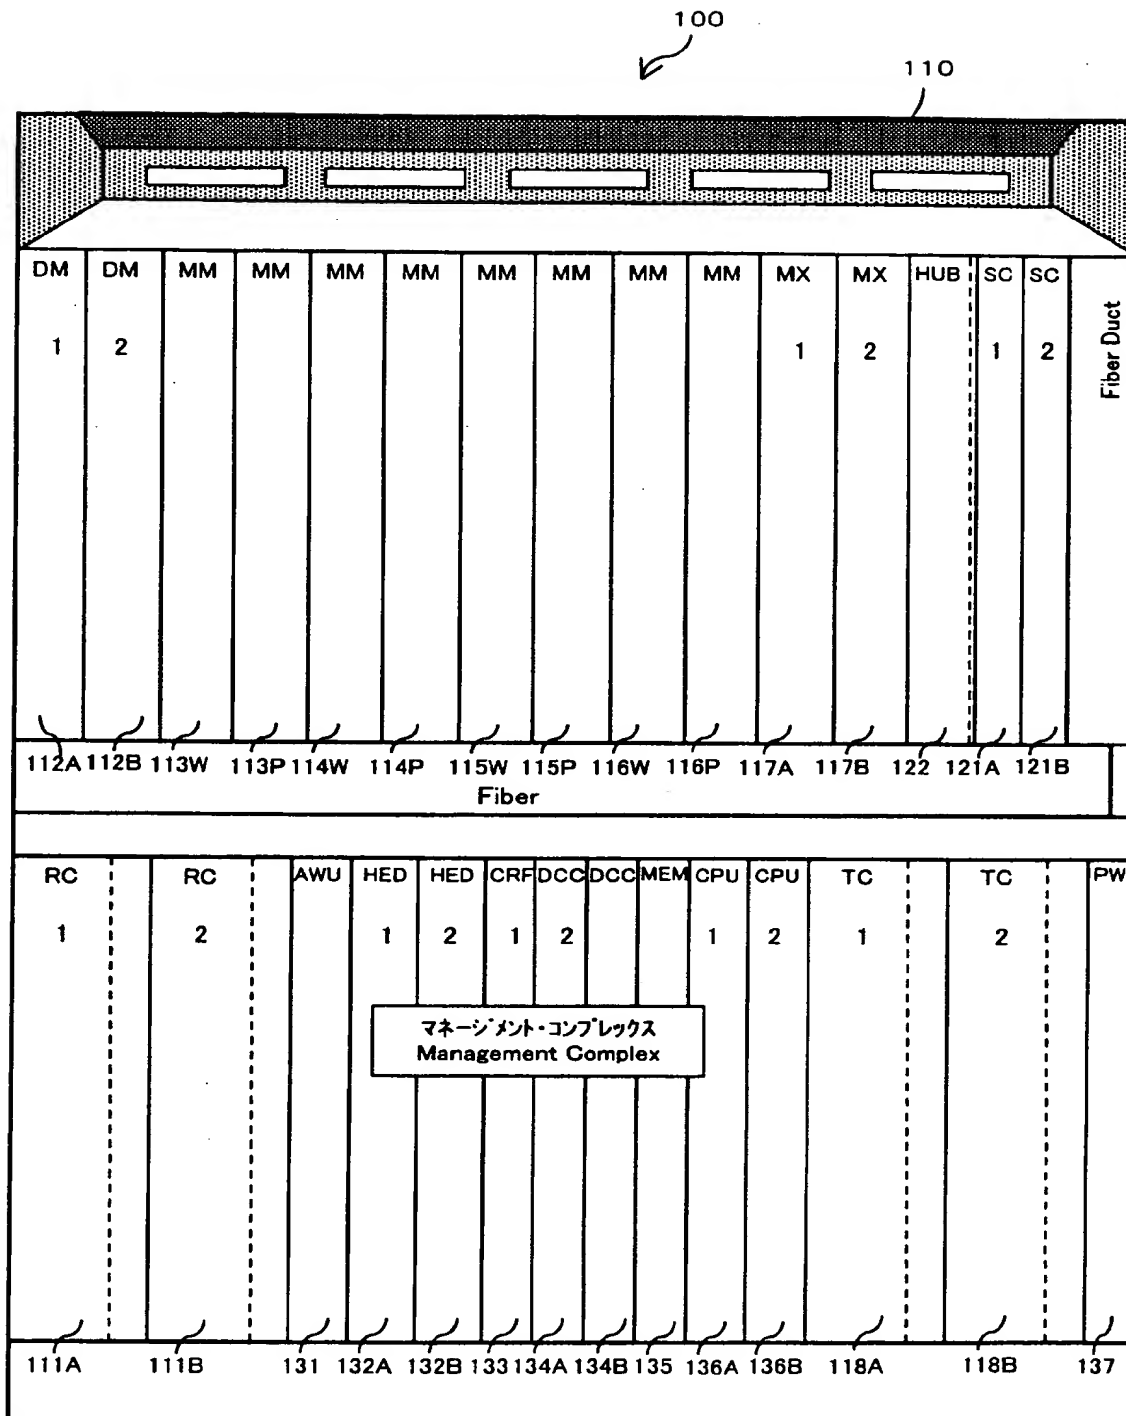 100
110
DM DM MM MM MM MM MM MM MM MM MX MX HUB SC SC
1 2 1 2 1 2
Fiber Duct
112A 112B 113W 113P 114W 114P 115W 115P 116W 116P 117A 117B 122 121A 121B
Fiber
RC RC AWU HED HED CRF DCC DCC MEM CPU CPU TC TC PW
1 2 1 2 1 2 1 2 1 2
マネージメント・コンプレックス
Management Complex
111A 111B 131 132A 132B 133 134A 134B 135 136A 136B 118A 118B 137